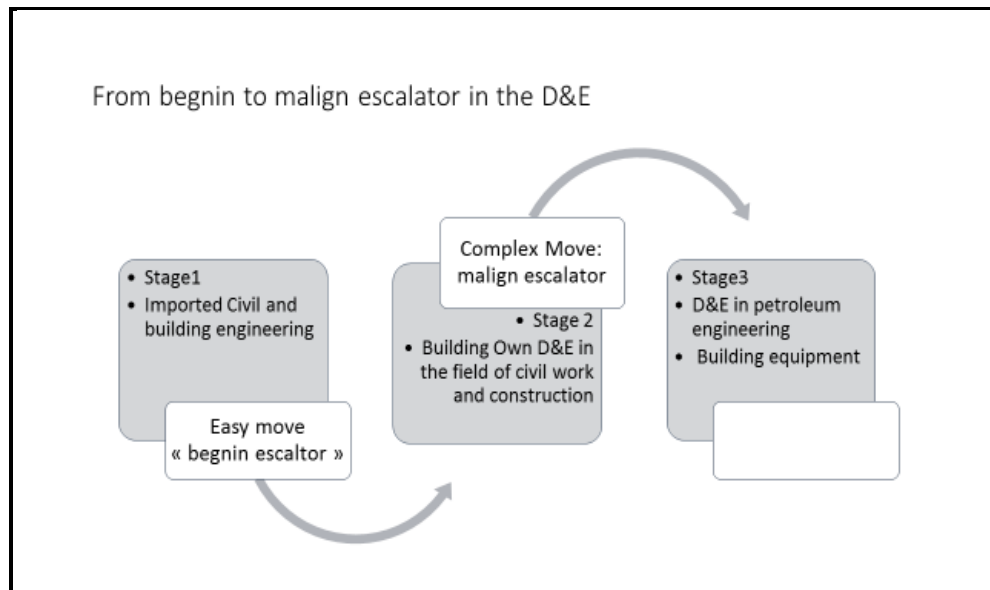 From begnin to malign escalator in the D&E
• Stage1
• Imported Civil and
building engineering
Easy move
« begnin escaltor »
Complex Move:
malign escalator
• Stage 2
• Building Own D&E in
the field of civil work
and construction
• Stage3
• D&E in petroleum
engineering
• Building equipment